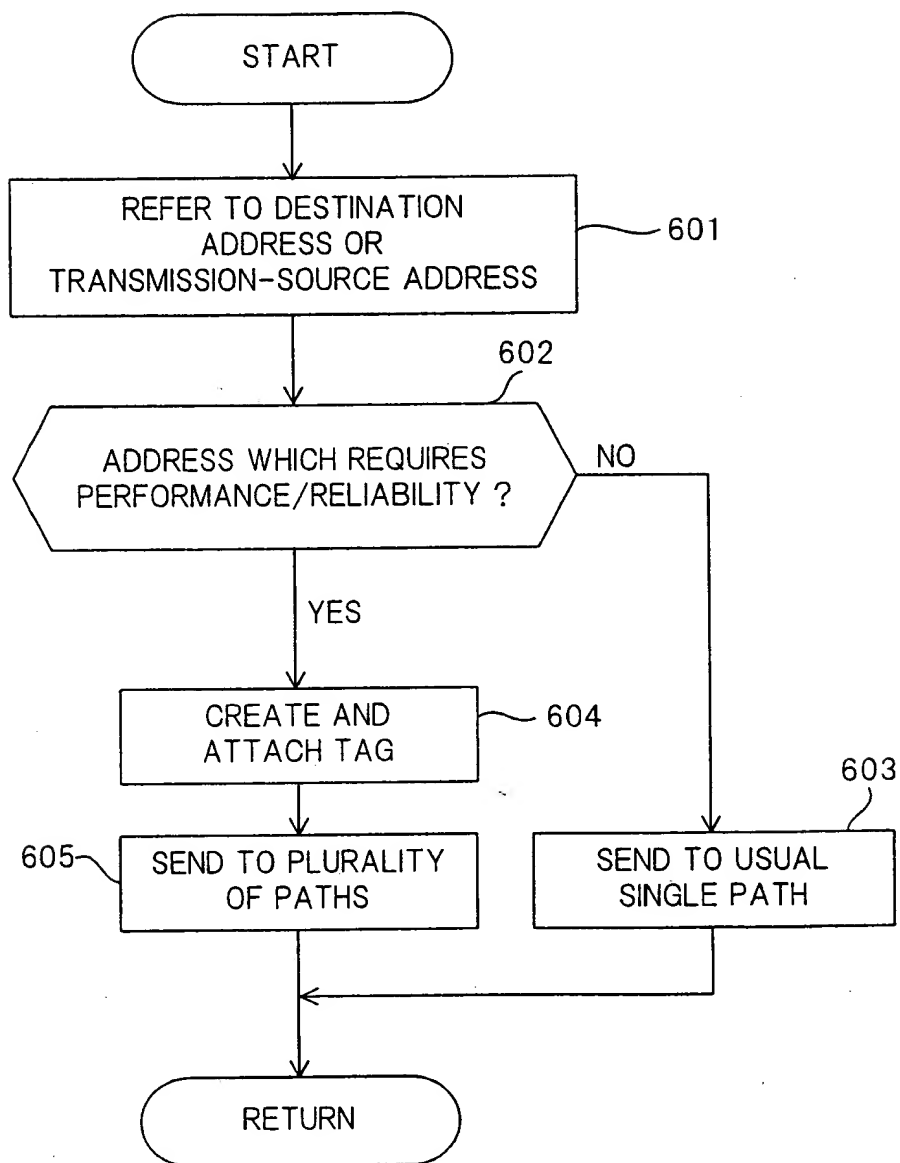 START
REFER TO DESTINATION
ADDRESS OR
TRANSMISSION-SOURCE ADDRESS
601
602
ADDRESS WHICH REQUIRES
PERFORMANCE/RELIABILITY ?
NO
YES
CREATE AND
ATTACH TAG
604
603
605
SEND TO PLURALITY
OF PATHS
SEND TO USUAL
SINGLE PATH
RETURN